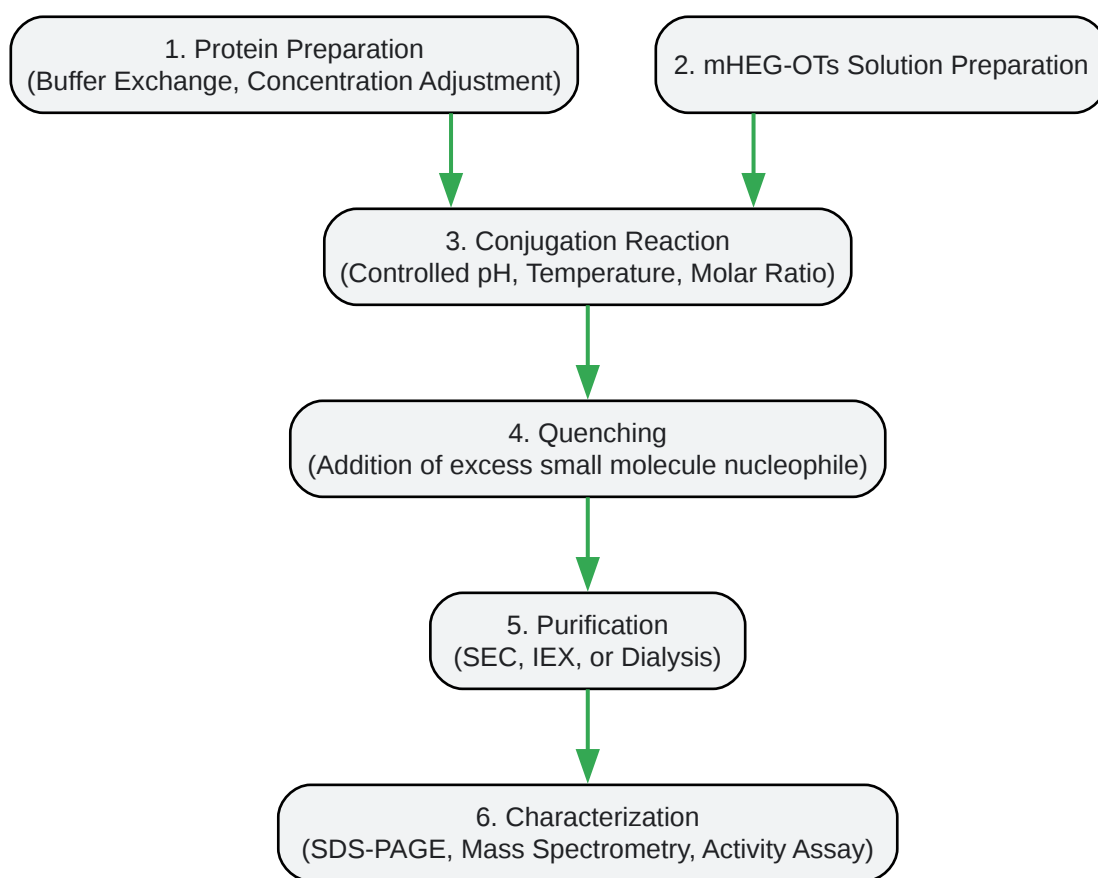 1. Protein Preparation
(Buffer Exchange, Concentration Adjustment)
2. mHEG-OTs Solution Preparation
3. Conjugation Reaction
(Controlled pH, Temperature, Molar Ratio)
4. Quenching
(Addition of excess small molecule nucleophile)
5. Purification
(SEC, IEX, or Dialysis)
6. Characterization
(SDS-PAGE, Mass Spectrometry, Activity Assay)